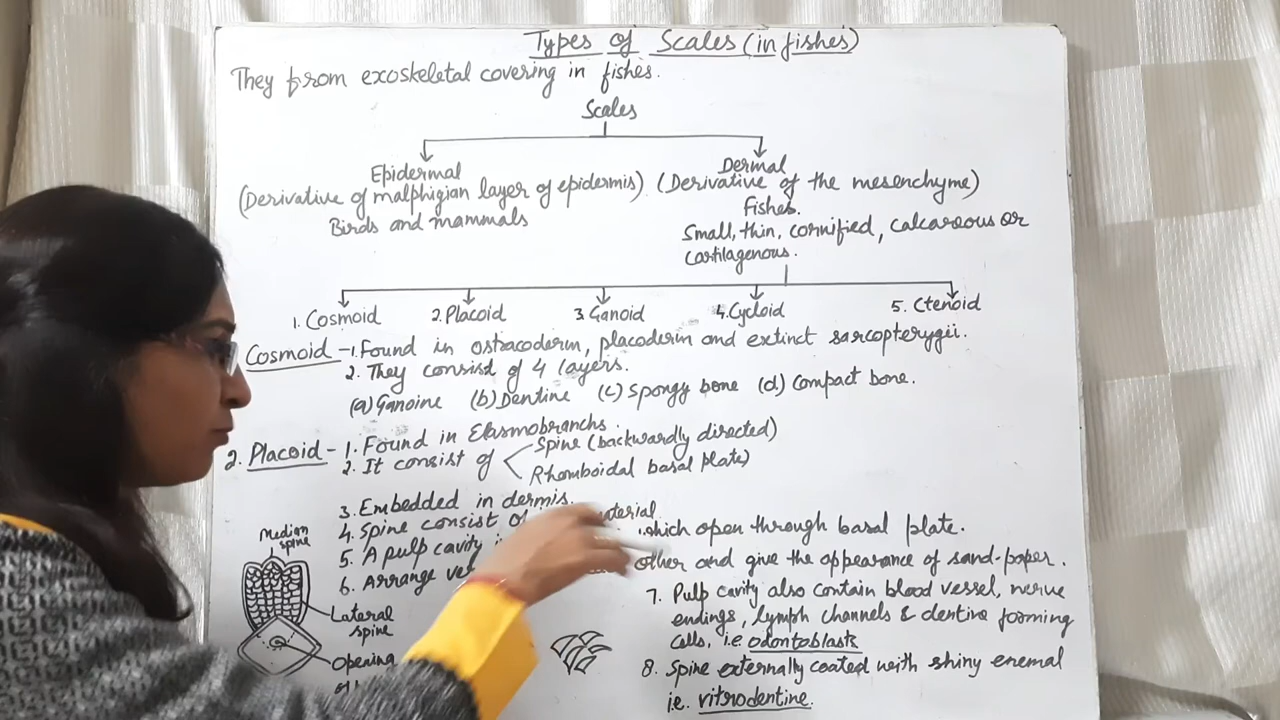 Types of Scales (in fishes)
They from exoskeletal covering in fishes.
Scales
Epidermal
(Derivative of malphigian layer of epidermis)
Birds and mammals
Dermal
(Derivative of the mesenchyme)
Fishes.
Small, thin, cornified, calcareous or
cartilagenous.
1. Cosmoid 2. Placoid 3. Ganoid 4. Cycloid 5. Ctenoid
Cosmoid - 1. Found in ostracoderm, placoderm and extinct sarcopterygii.
2. They consist of 4 layers.
(a) Ganoine (b) Dentine (c) Spongy bone (d) Compact bone.
2. Placoid - 1. Found in Elasmobranchs.
2. It consist of Spine (backwardly directed)
Rhomboidal basal plate)
3. Embedded in dermis.
4. Spine consist of
5. A pulp cavity which open through basal plate.
6. Arrange other and give the appearance of sand-paper.
7. Pulp cavity also contain blood vessel, nerve
endings, lymph channels & dentine forming
cells. i.e odontoblasts
8. Spine externally coated with shiny enemal
i.e. vitrodentine.
Median
spine
Lateral
spine
Opening